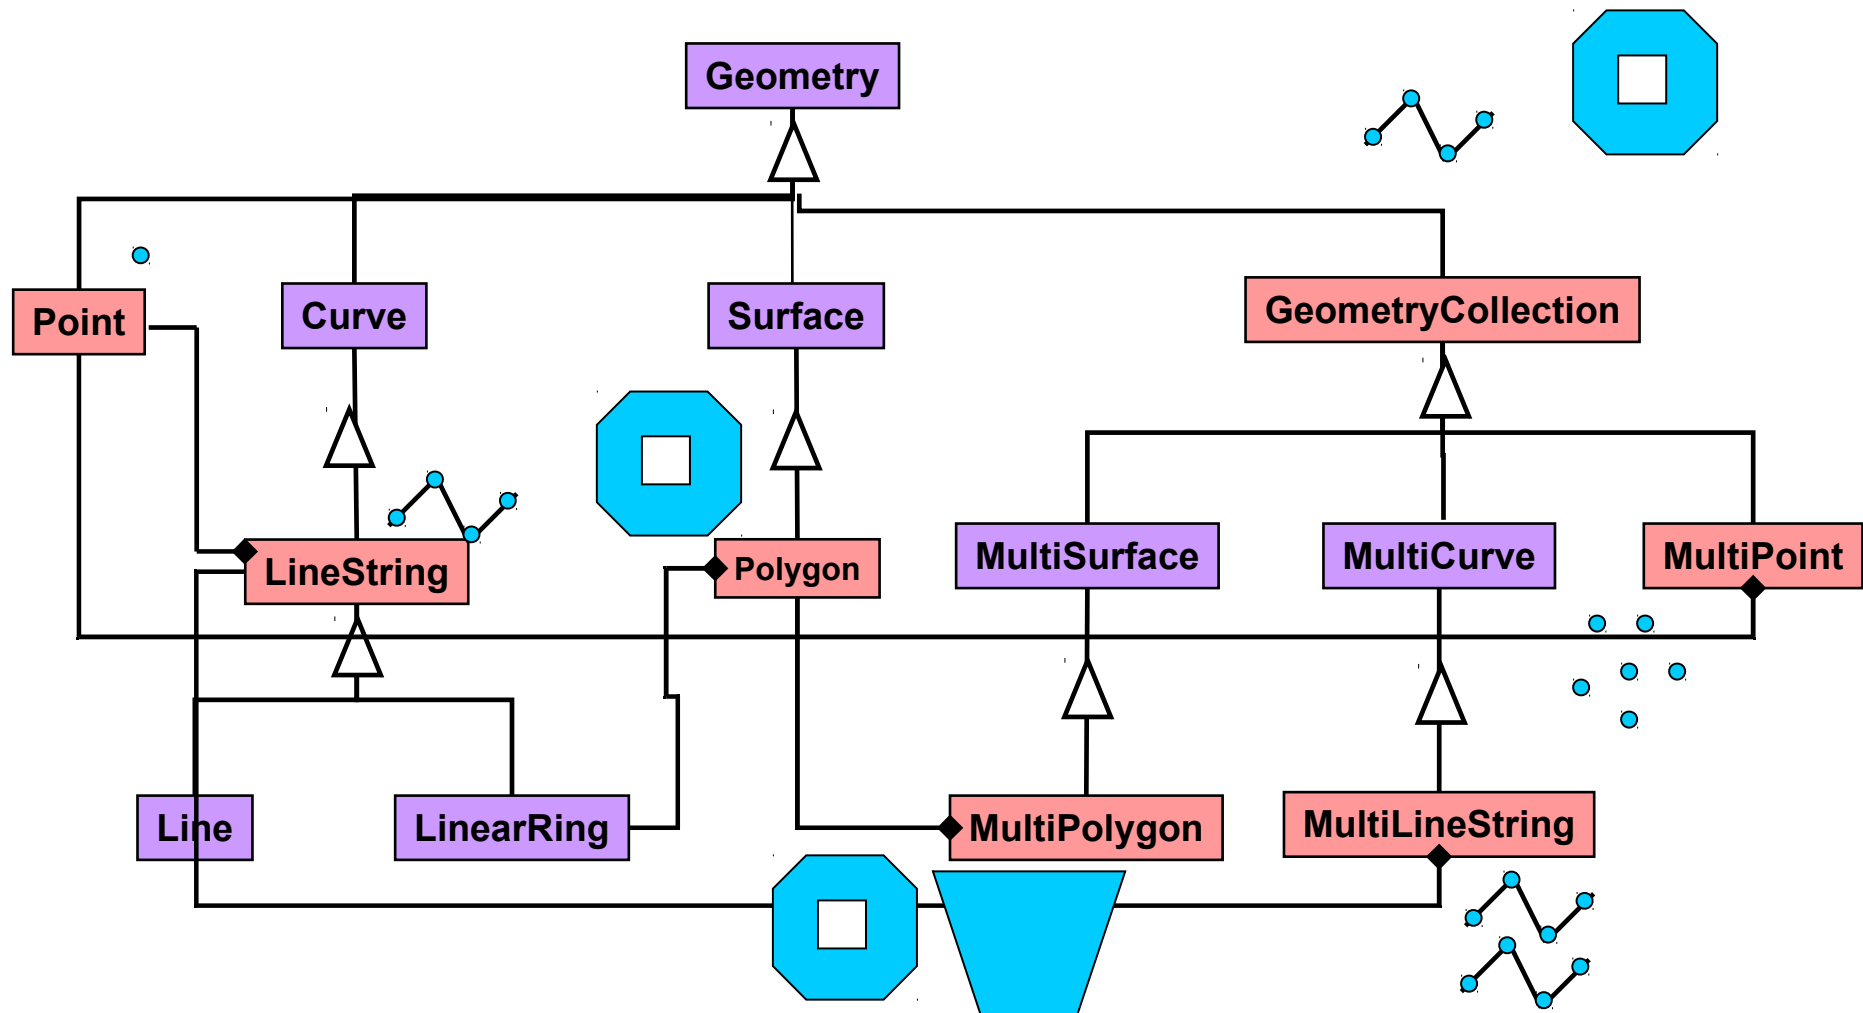 Geometry
Point
Curve
Surface
GeometryCollection
LineString
Polygon
MultiSurface
MultiCurve
MultiPoint
Line
LinearRing
MultiPolygon
MultiLineString